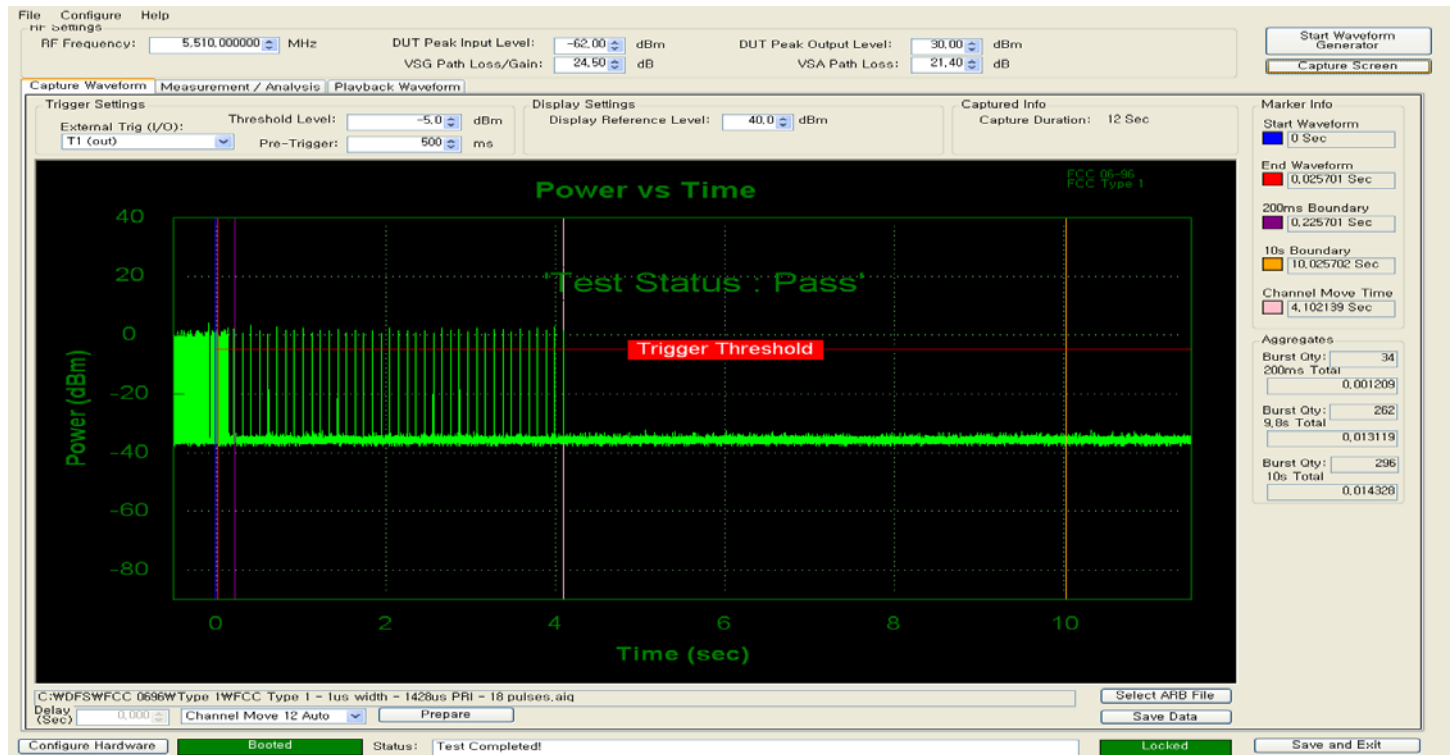 File Configure Help
RF Settings
RF Frequency: 5,510,000000 MHz DUT Peak Input Level: -62,00 dBm DUT Peak Output Level: 30,00 dBm
VSG Path Loss/Gain: 24,50 dB VSA Path Loss: 21,40 dB
Start Waveform
Generator
Capture Screen
Capture Waveform Measurement / Analysis Playback Waveform
Trigger Settings
External Trig (I/O):
T1 (out)
Threshold Level: -5,0 dBm
Pre-Trigger: 500 ms
Display Settings
Display Reference Level: 40,0 dBm
Captured Info
Capture Duration: 12 Sec
Marker Info
Start Waveform
0 Sec
End Waveform
0,025701 Sec
200ms Boundary
0,225701 Sec
10s Boundary
10,025702 Sec
Channel Move Time
4,102139 Sec
Aggregates
Burst Qty: 34
200ms Total
0,001209
Burst Qty: 262
9,8s Total
0,013119
Burst Qty: 296
10s Total
0,014328
Power vs Time
FCC 06-96
FCC Type 1
'Test Status : Pass'
Trigger Threshold
Power (dBm)
40
20
0
-20
-40
-60
-80
0 2 4 6 8 10
Time (sec)
C:₩DFS₩FCC 0696₩Type 1₩FCC Type 1 - 1us width - 1428us PRI - 18 pulses,aiq
Select ARB File
Delay
(Sec) 0,000 Channel Move 12 Auto Prepare
Save Data
Configure Hardware Booted Status: Test Completed! Locked Save and Exit